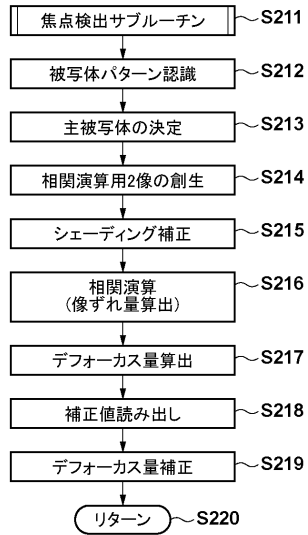 焦点検出サブルーチン S211
被写体パターン認識 S212
主被写体の決定 S213
相関演算用2像の創生 S214
シェーディング補正 S215
相関演算 S216
(像ずれ量算出)
デフォーカス量算出 S217
補正値読み出し S218
デフォーカス量補正 S219
リターン S220